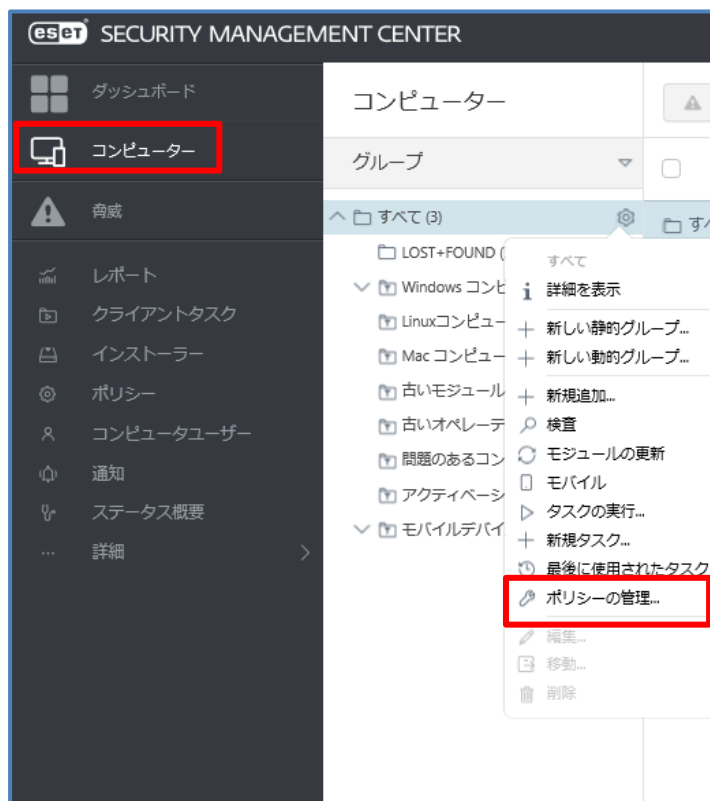 eset SECURITY MANAGEMENT CENTER
ダッシュボード
コンピューター
脅威
レポート
クライアントタスク
インストーラー
ポリシー
コンピュータユーザー
通知
ステータス概要
詳細
コンピューター
グループ
すべて (3)
LOST+FOUND (
Windows コンピ
Linuxコンピュー
Mac コンピュー
古いモジュール
古いオペレーテ
問題のあるコン
アクティベーシ
モバイルデバイ
すべ
すべて
詳細を表示
新しい静的グループ...
新しい動的グループ...
新規追加...
検査
モジュールの更新
モバイル
タスクの実行...
新規タスク...
最後に使用されたタスク
ポリシーの管理...
編集...
移動...
削除